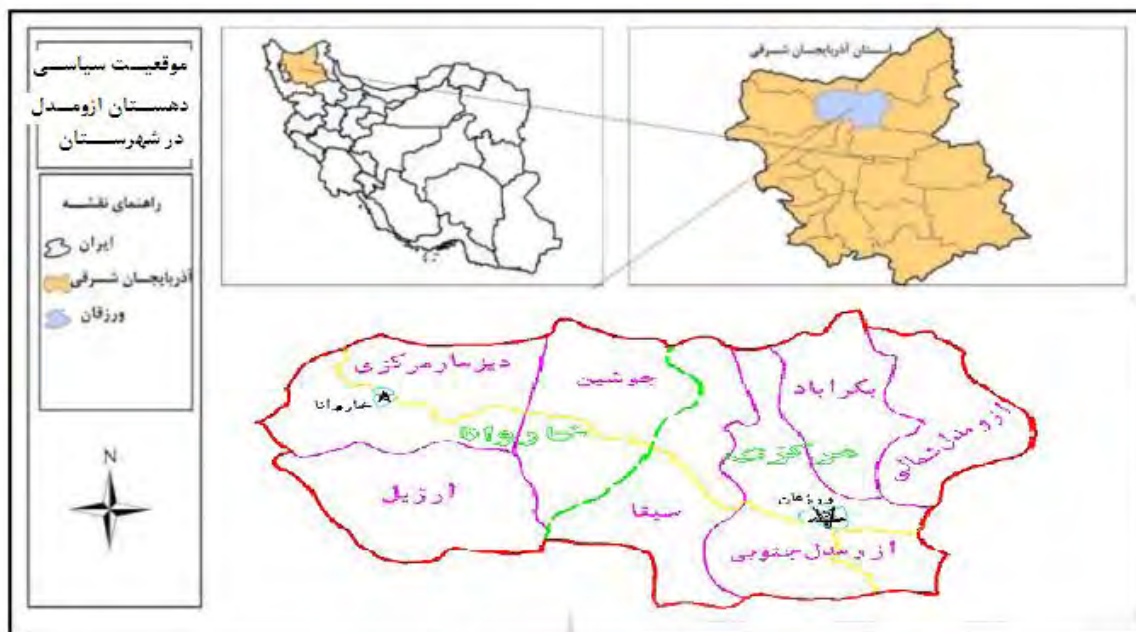 موقعیت سیاسی
دهستان ازومدل
در شهرستان
راهنمای نقشه
ایران
آذربایجان شرقی
ورزقان
استان آذربایجان شرقی
N
دیزمار مرکزی
جوشین
بکراباد
ازومدل شمالی
خاروانا
خاروانا
مرکزی
ارزیل
سیقا
ورزقان
ازومدل جنوبی